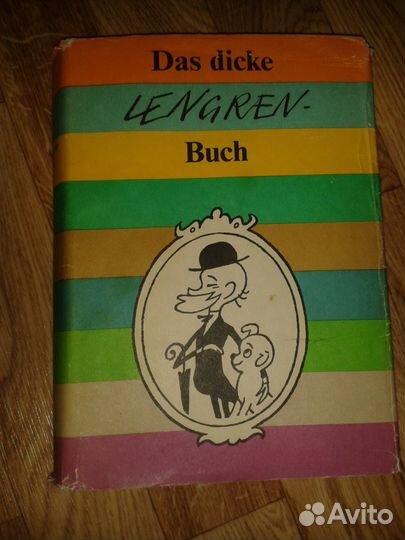 Das dicke
LENGREN-
Buch
Avito